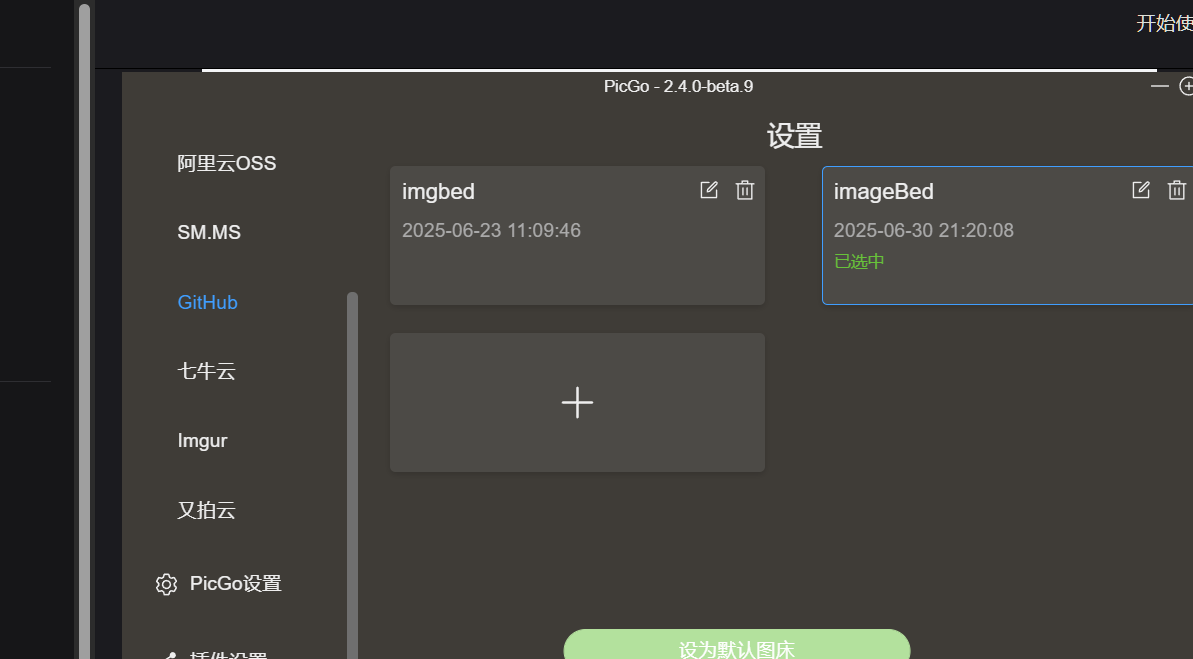 开始使
PicGo - 2.4.0-beta.9
设置
阿里云OSS
SM.MS
GitHub
七牛云
Imgur
又拍云
PicGo设置
插件设置
imgbed
2025-06-23 11:09:46
imageBed
2025-06-30 21:20:08
已选中
设为默认图床